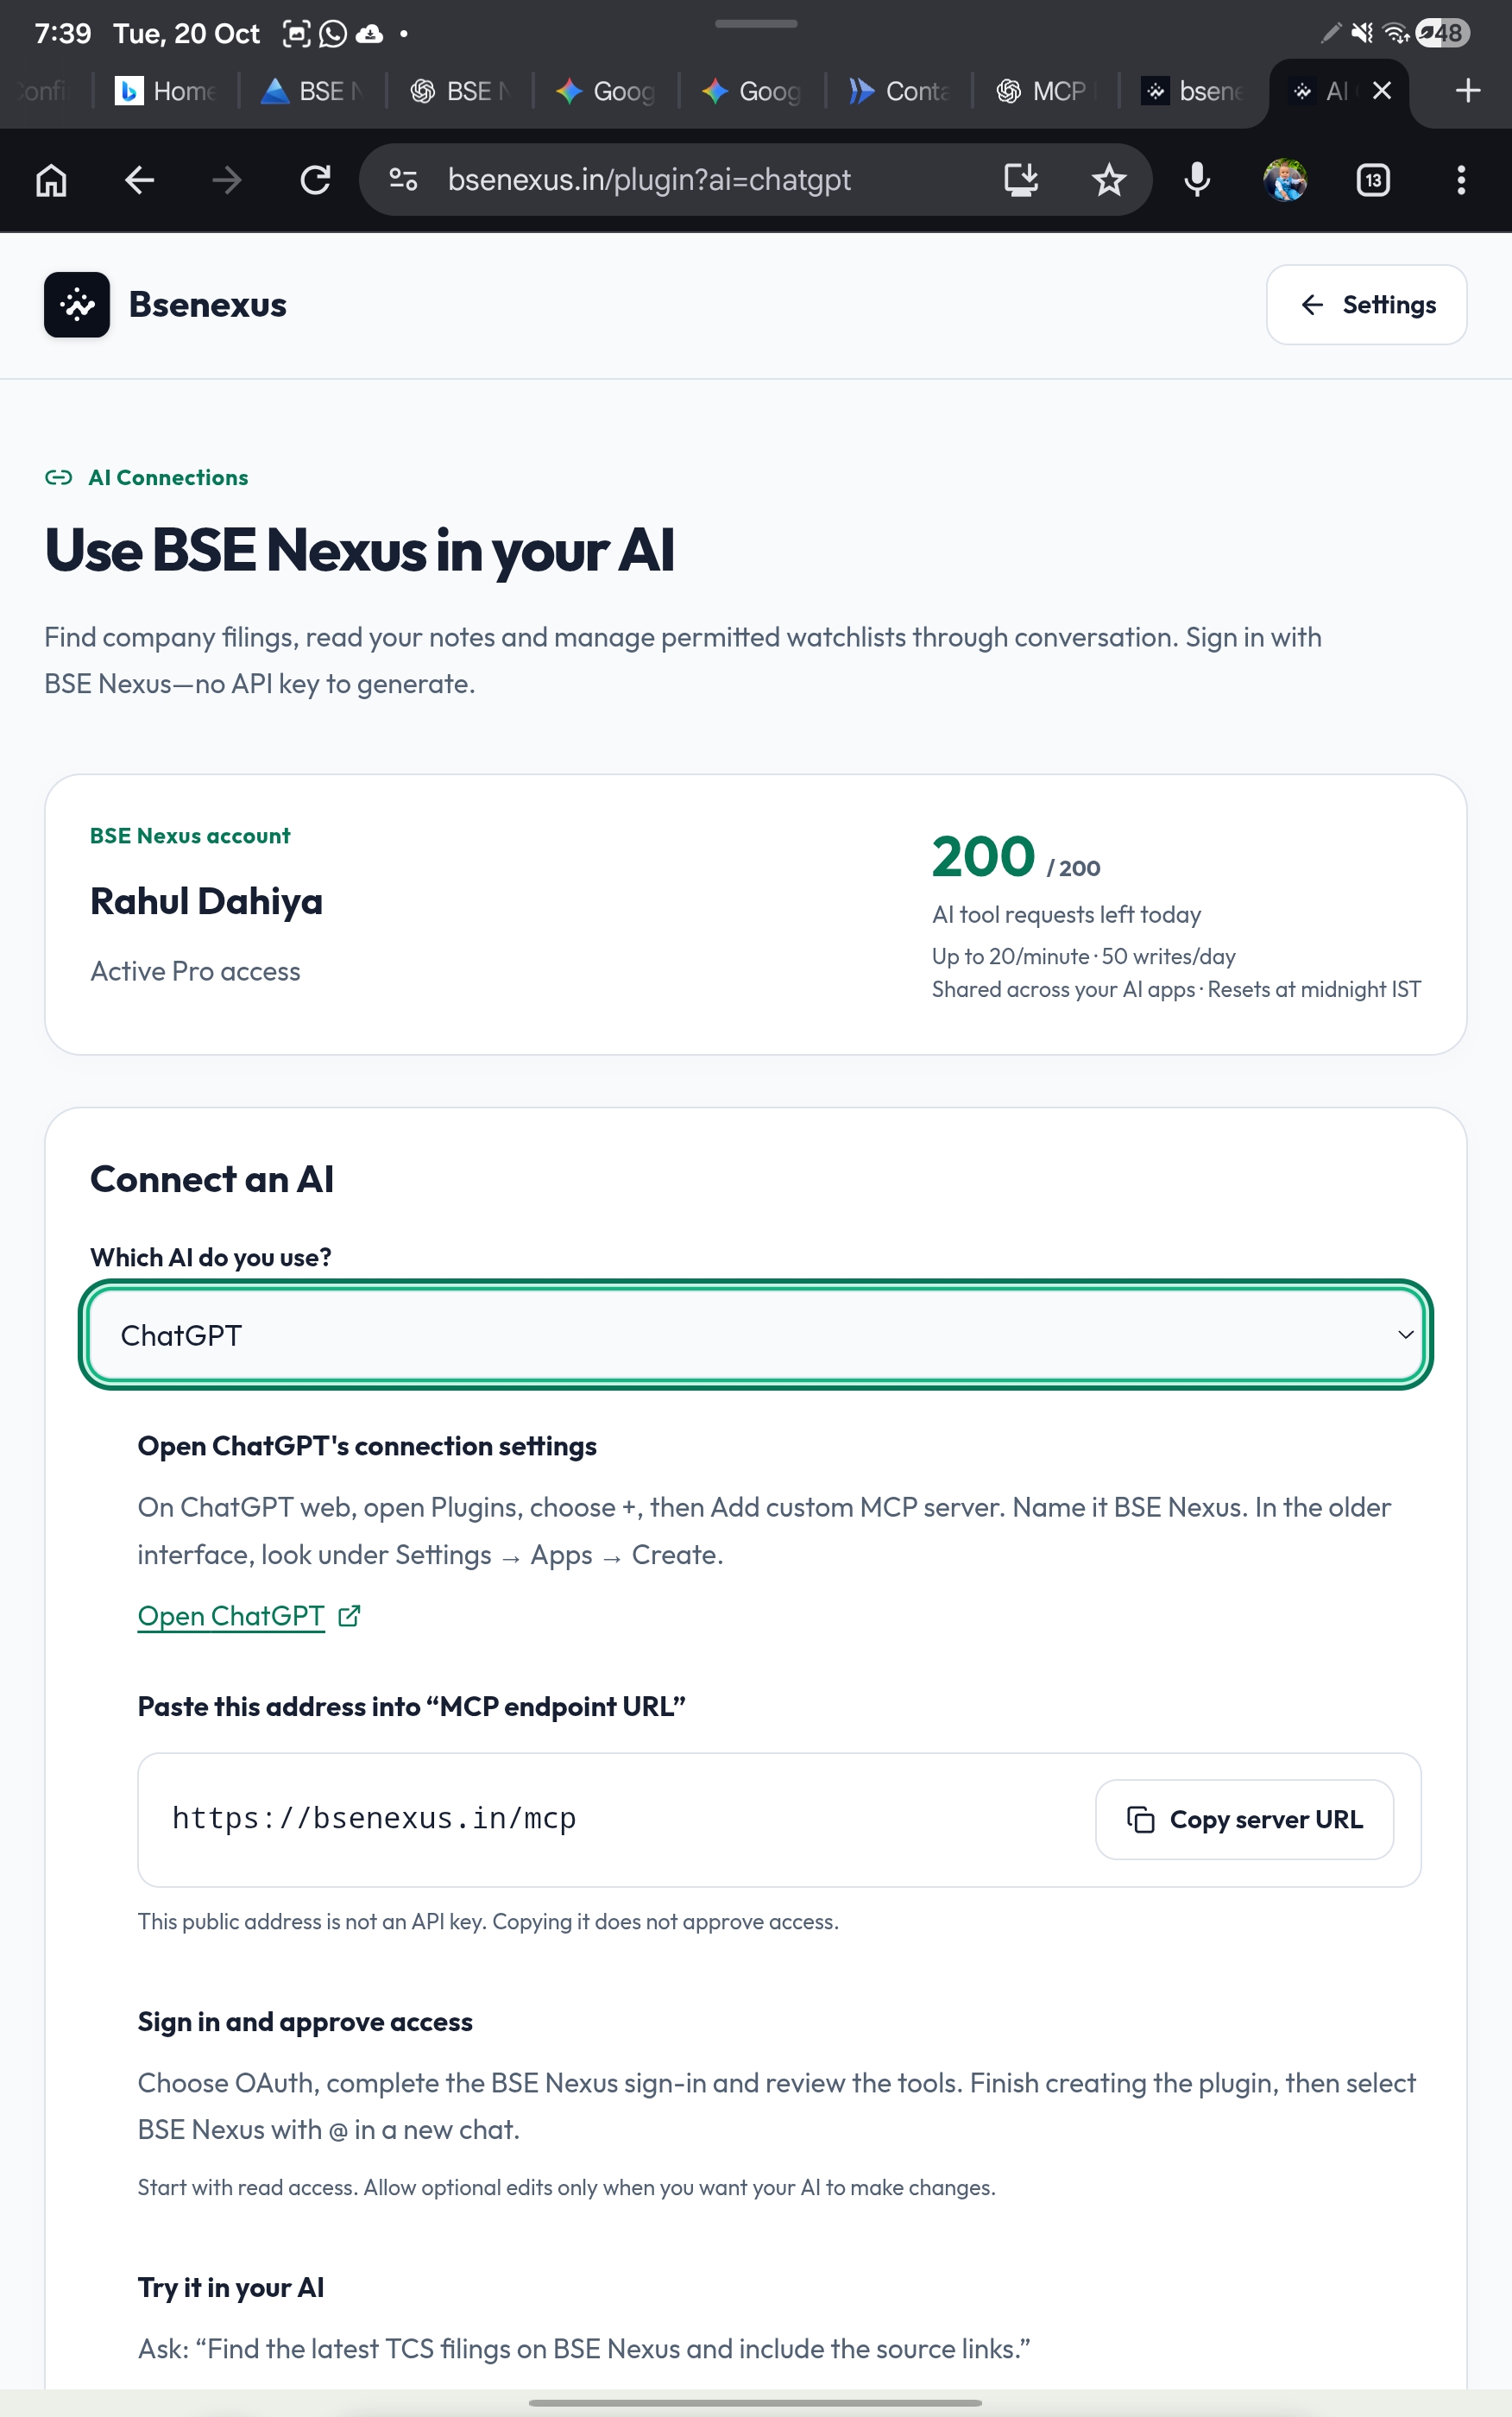 7:39 Tue, 20 Oct
48
Home
BSE N
BSE N
Goog
Goog
Conta
MCP
bsene
AI
bsenexus.in/plugin?ai=chatgpt
13
Bsenexus
Settings
AI Connections
Use BSE Nexus in your AI
Find company filings, read your notes and manage permitted watchlists through conversation. Sign in with
BSE Nexus—no API key to generate.
BSE Nexus account
Rahul Dahiya
Active Pro access
200 / 200
AI tool requests left today
Up to 20/minute · 50 writes/day
Shared across your AI apps · Resets at midnight IST
Connect an AI
Which AI do you use?
ChatGPT
Open ChatGPT's connection settings
On ChatGPT web, open Plugins, choose +, then Add custom MCP server. Name it BSE Nexus. In the older
interface, look under Settings → Apps → Create.
Open ChatGPT
Paste this address into “MCP endpoint URL”
https://bsenexus.in/mcp
Copy server URL
This public address is not an API key. Copying it does not approve access.
Sign in and approve access
Choose OAuth, complete the BSE Nexus sign-in and review the tools. Finish creating the plugin, then select
BSE Nexus with @ in a new chat.
Start with read access. Allow optional edits only when you want your AI to make changes.
Try it in your AI
Ask: “Find the latest TCS filings on BSE Nexus and include the source links.”